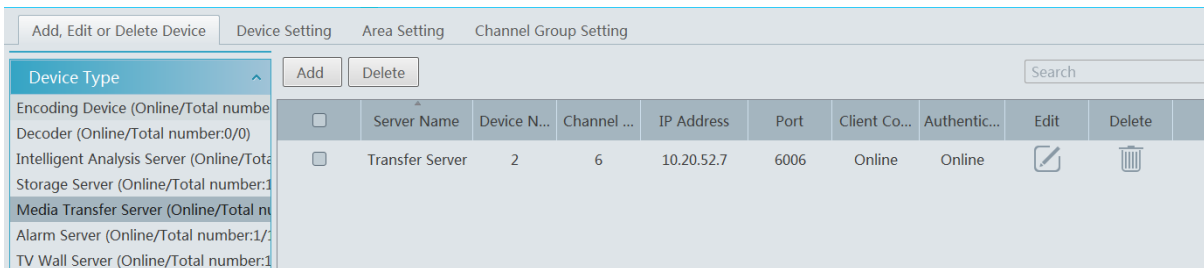 Add, Edit or Delete Device Device Setting Area Setting Channel Group Setting
Device Type Add Delete Search
Encoding Device (Online/Total numbe
Decoder (Online/Total number:0/0)
Intelligent Analysis Server (Online/Tota
Storage Server (Online/Total number:1
Media Transfer Server (Online/Total nu
Alarm Server (Online/Total number:1/1
TV Wall Server (Online/Total number:1
Server Name Device N... Channel ... IP Address Port Client Co... Authentic... Edit Delete
Transfer Server 2 6 10.20.52.7 6006 Online Online